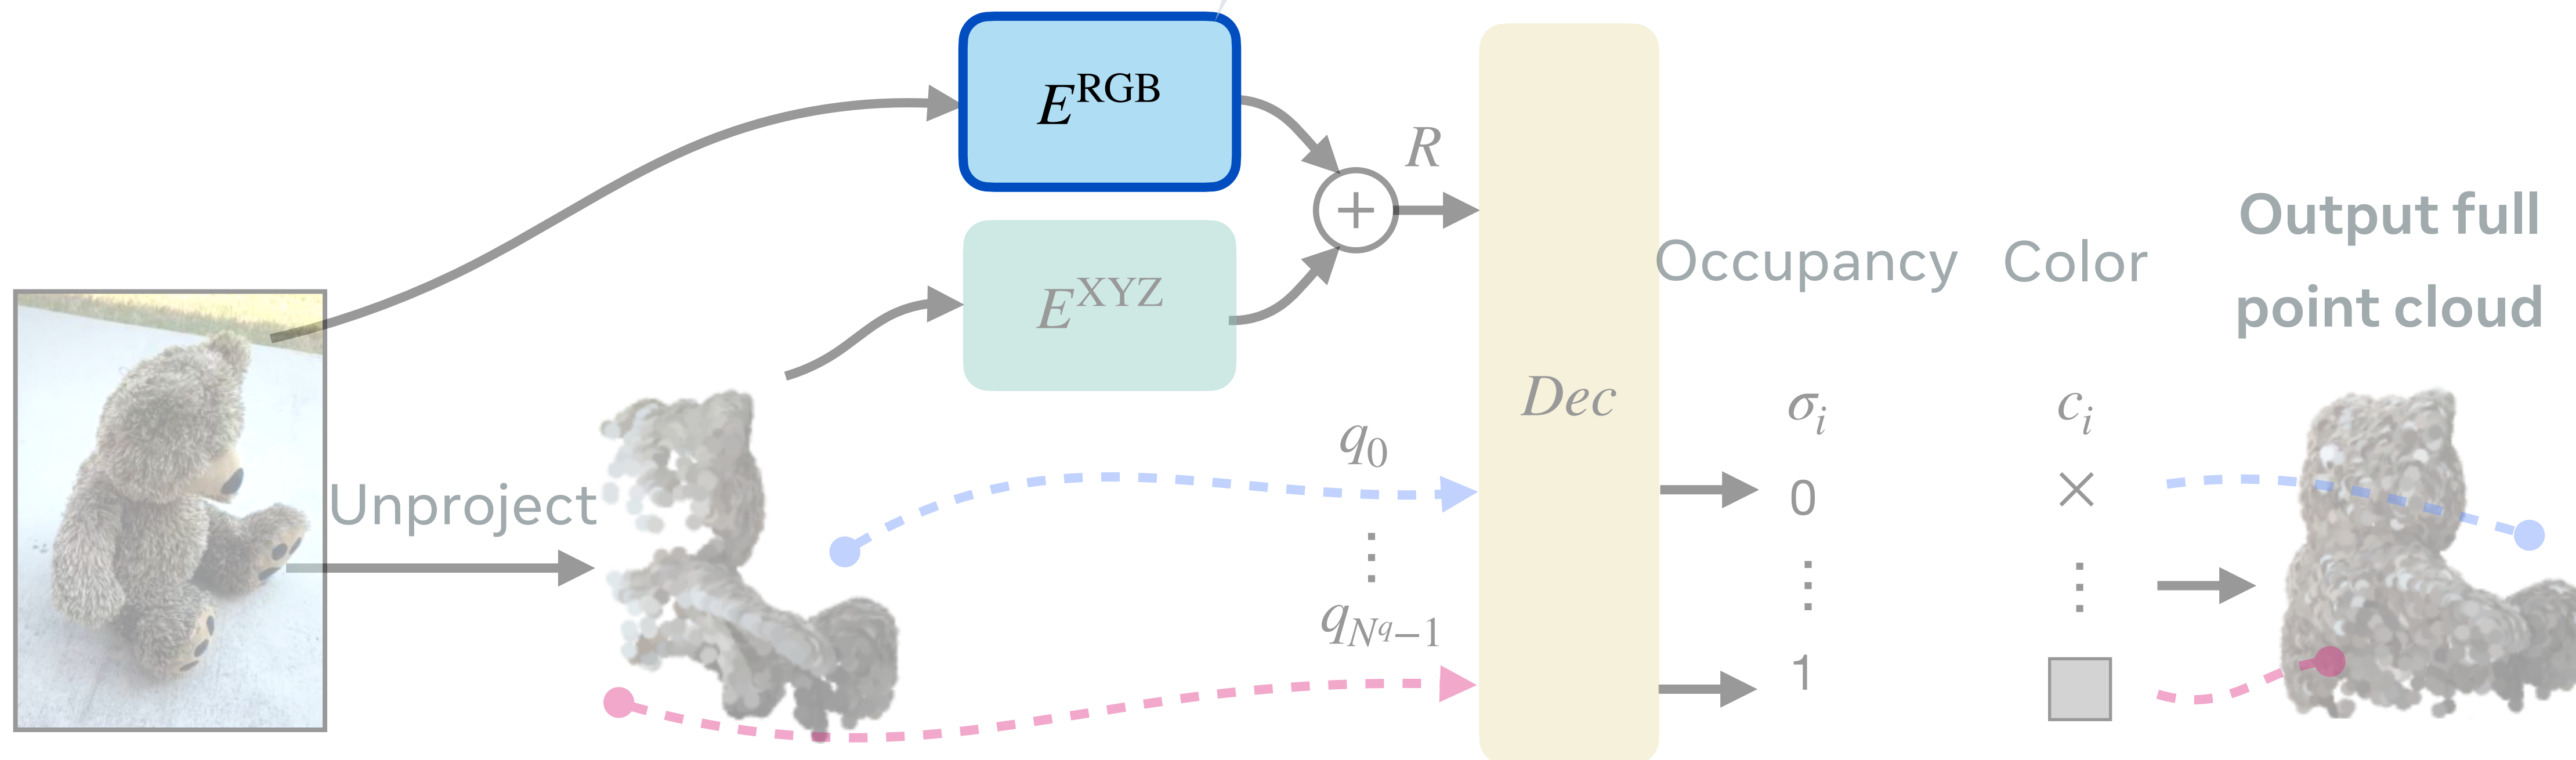 E^RGB
R
Output full
point cloud
Occupancy
Color
E^XYZ
Dec
σ_i
c_i
q_0
Unproject
0
×
⋮
⋮
⋮
q_{N^q−1}
1